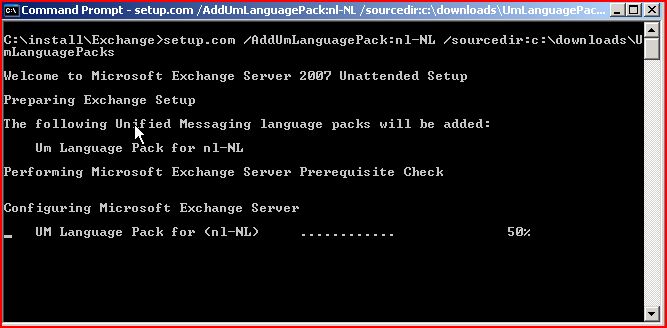 Command Prompt - setup.com /AddUmLanguagePack:nl-NL /sourcedir:c:\downloads\UmLanguagePac...
C:\install\Exchange>setup.com /AddUmLanguagePack:nl-NL /sourcedir:c:\downloads\U
mLanguagePacks
Welcome to Microsoft Exchange Server 2007 Unattended Setup
Preparing Exchange Setup
The following Unified Messaging language packs will be added:
Um Language Pack for nl-NL
Performing Microsoft Exchange Server Prerequisite Check
Configuring Microsoft Exchange Server
UM Language Pack for (nl-NL) ............ 50%